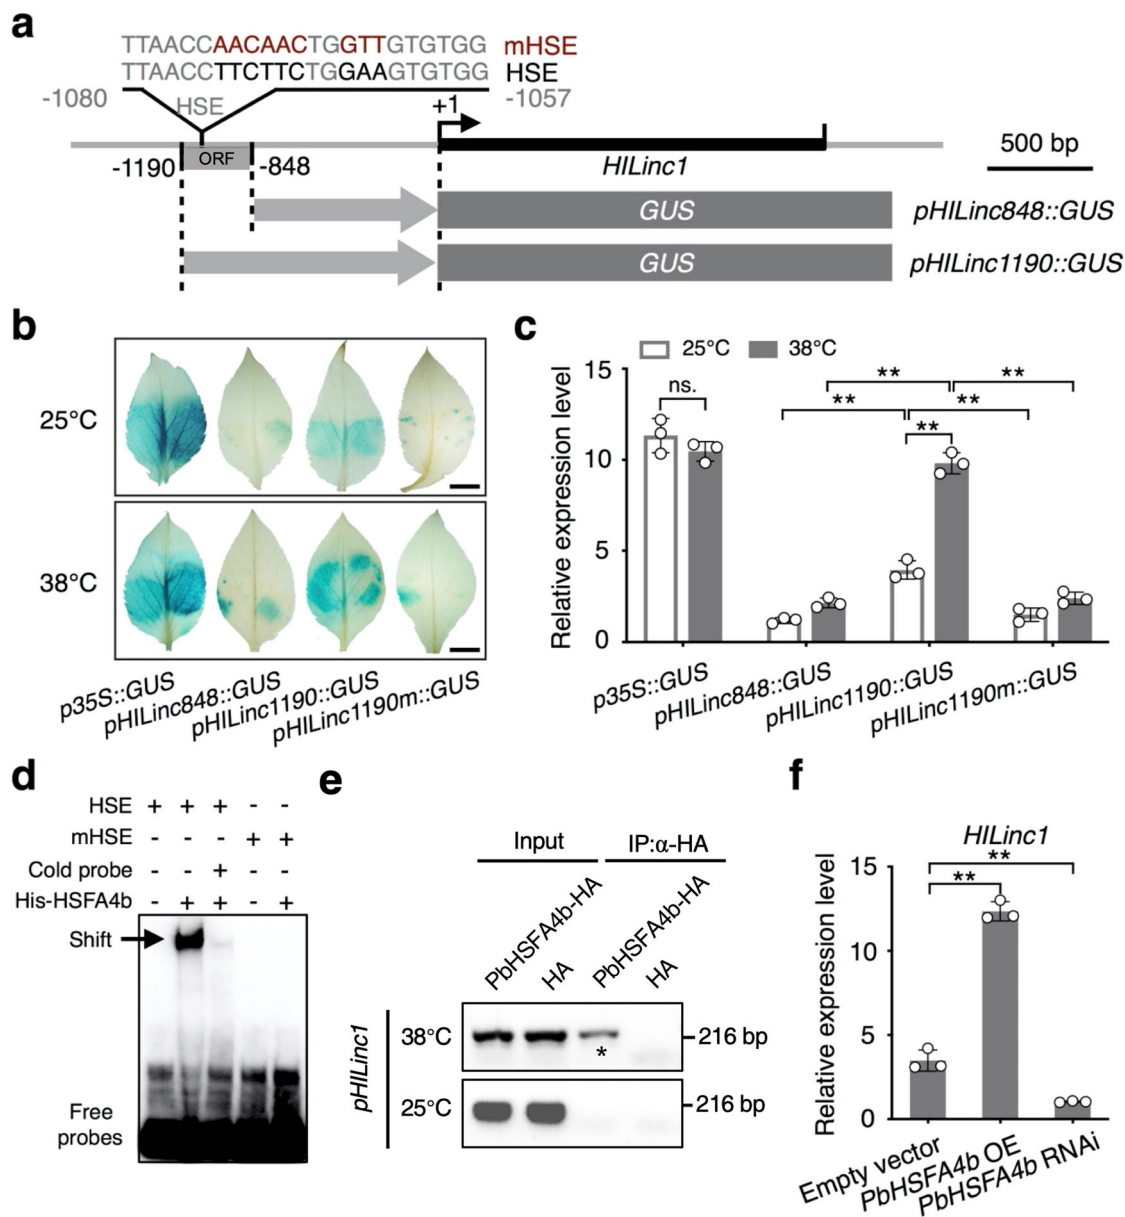 a
TTAACCAACAACTGGTTGTGTGG mHSE
TTAACCTTCTTCTGGAAGTGTGG HSE
-1080 HSE -1057
+1
ORF
500 bp
-1190 -848 HILinc1
GUS pHILinc848::GUS
GUS pHILinc1190::GUS
b
25°C
38°C
p35S::GUS
pHILinc848::GUS
pHILinc1190::GUS
pHILinc1190m::GUS
c
25°C 38°C
Relative expression level
15
10
5
0
ns.
** **
** **
**
p35S::GUS
pHILinc848::GUS
pHILinc1190::GUS
pHILinc1190m::GUS
d
HSE + + + - -
mHSE - - - + +
Cold probe - - + - -
His-HSFA4b - + + - +
Shift
Free
probes
e
Input IP:α-HA
PbHSFA4b-HA
HA
PbHSFA4b-HA
HA
pHILinc1
38°C 216 bp
*
25°C 216 bp
f
HILinc1
Relative expression level
15
10
5
0
**
**
Empty vector
PbHSFA4b OE
PbHSFA4b RNAi